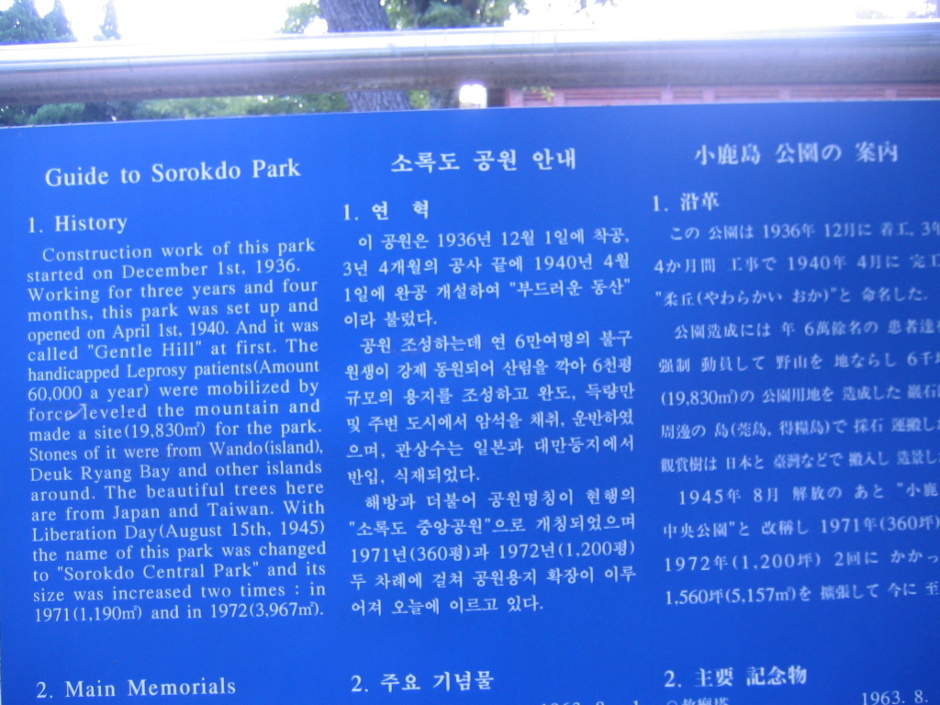 Guide to Sorokdo Park
1. History
Construction work of this park
started on December 1st, 1936.
Working for three years and four
months, this park was set up and
opened on April 1st, 1940. And it was
called "Gentle Hill" at first. The
handicapped Leprosy patients(Amount
60,000 a year) were mobilized by
force leveled the mountain and
made a site(19,830㎡) for the park.
Stones of it were from Wando(island),
Deuk Ryang Bay and other islands
around. The beautiful trees here
are from Japan and Taiwan. With
Liberation Day(August 15th, 1945)
the name of this park was changed
to "Sorokdo Central Park" and its
size was increased two times : in
1971(1,190㎡) and in 1972(3,967㎡).
2. Main Memorials
소록도 공원 안내
1. 연 혁
이 공원은 1936년 12월 1일에 착공,
3년 4개월의 공사 끝에 1940년 4월
1일에 완공 개설하여 "부드러운 동산"
이라 불렀다.
공원 조성하는데 연 6만여명의 불구
원생이 강제 동원되어 산림을 깍아 6천평
규모의 용지를 조성하고 완도, 득량만
및 주변 도시에서 암석을 채취, 운반하였
으며, 관상수는 일본과 대만등지에서
반입, 식재되었다.
해방과 더불어 공원명칭이 현행의
"소록도 중앙공원"으로 개칭되었으며
1971년(360평)과 1972년(1,200평)
두 차례에 걸쳐 공원용지 확장이 이루
어져 오늘에 이르고 있다.
2. 주요 기념물
小鹿島 公園の 案內
1. 沿革
この 公園は 1936年 12月に 着工, 3年
4か月間 工事で 1940年 4月に 完工
"柔丘(やわらかい おか)"と 命名した.
公園造成には 年 6萬餘名の 患者達を
强制 動員して 野山を 地ならし 6千坪
(19,830㎡)の 公園用地を 造成した 巖石
周邊の 島(莞島, 得糧島)で 採石 運搬し
觀賞樹は 日本と 臺灣などで 搬入し 造景し
1945年 8月 解放の あと "小鹿
中央公園"と 改稱し 1971年(360坪)
1972年(1,200坪) 2回に かかっ
1,560坪(5,157㎡)を 擴張して 今に 至
2. 主要 記念物
1963. 8.